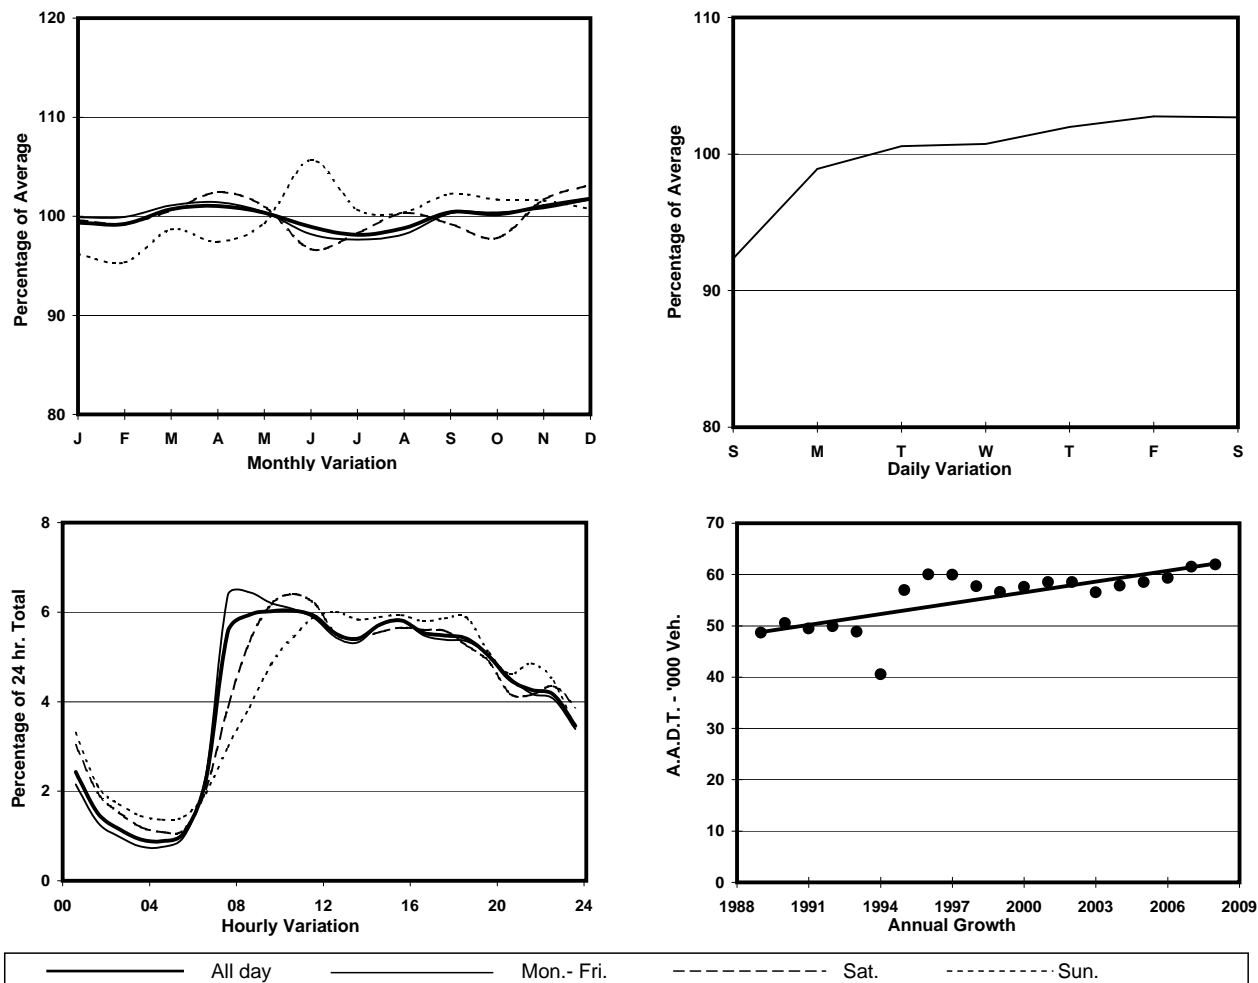 120
110
100
90
80
Percentage of Average
J F M A M J J A S O N D
Monthly Variation
110
100
90
80
Percentage of Average
S M T W T F S
Daily Variation
8
6
4
2
0
Percentage of 24 hr. Total
00 04 08 12 16 20 24
Hourly Variation
70
60
50
40
30
20
10
0
A.A.D.T. - '000 Veh.
1988 1991 1994 1997 2000 2003 2006 2009
Annual Growth
All day Mon.- Fri. Sat. Sun.